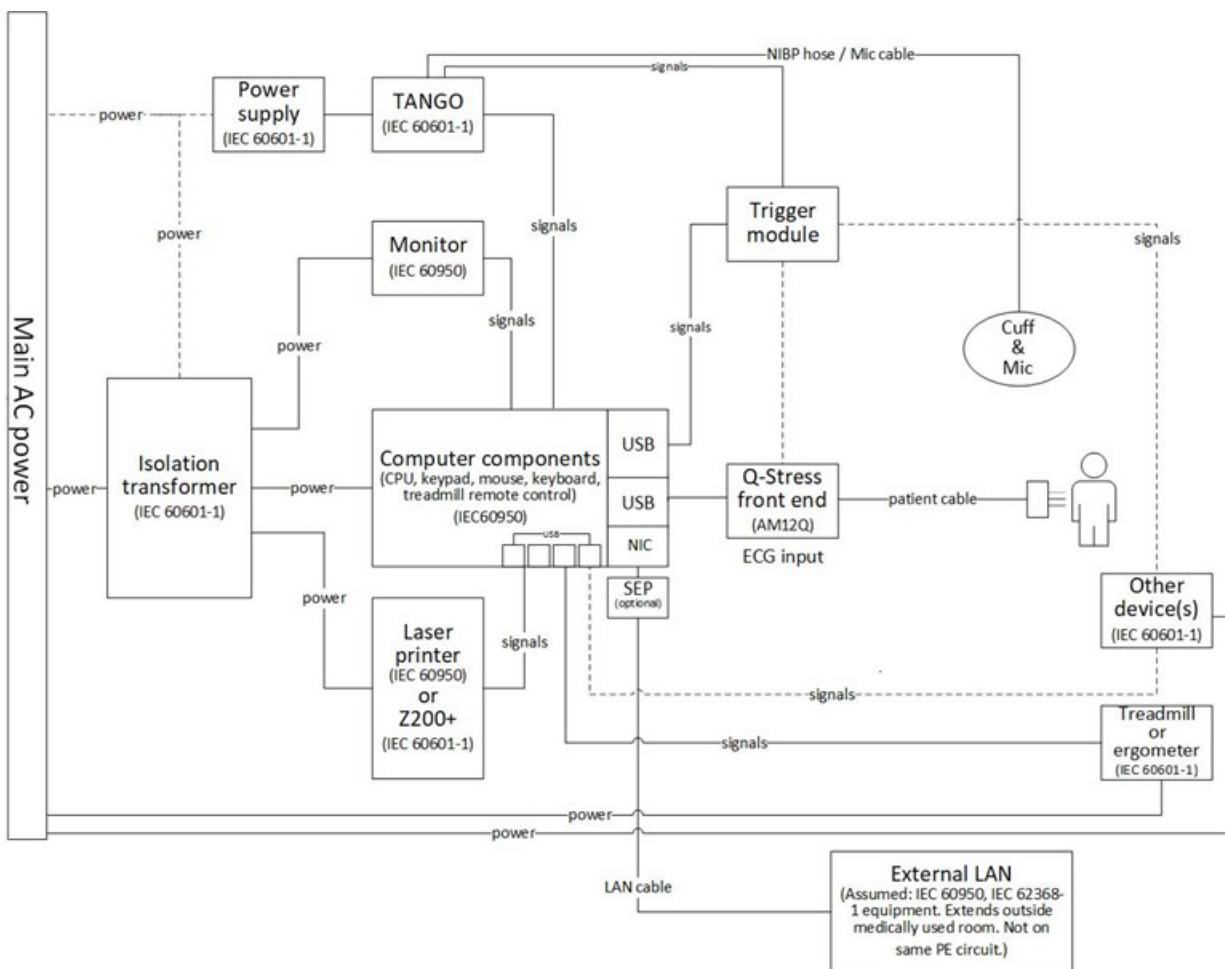 NIBP hose / Mic cable
signals
Power
supply
(IEC 60601-1)
TANGO
(IEC 60601-1)
power
Trigger
module
signals
power
signals
Monitor
(IEC 60950)
signals
signals
Cuff
&
Mic
power
Main AC power
Isolation
transformer
(IEC 60601-1)
power
power
Computer components
(CPU, keypad, mouse, keyboard,
treadmill remote control)
(IEC60950)
USB
USB
NIC
USB
Q-Stress
front end
(AM12Q)
ECG input
patient cable
SEP
(optional)
Other
device(s)
(IEC 60601-1)
power
Laser
printer
(IEC 60950)
or
Z200+
(IEC 60601-1)
signals
signals
signals
Treadmill
or
ergometer
(IEC 60601-1)
power
power
LAN cable
External LAN
(Assumed: IEC 60950, IEC 62368-
1 equipment. Extends outside
medically used room. Not on
same PE circuit.)